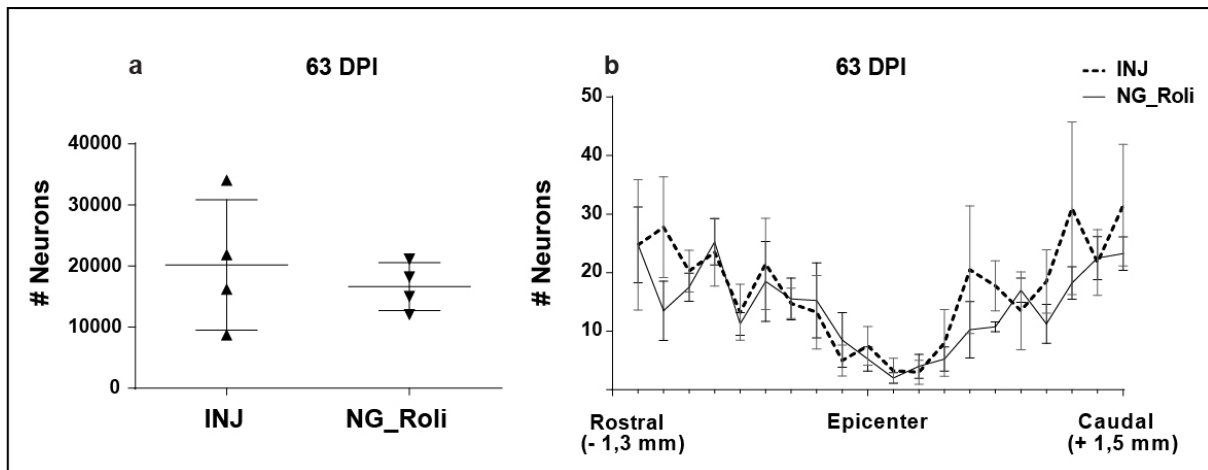 a
63 DPI
# Neurons
40000
30000
20000
10000
0
INJ
NG_Roli
b
63 DPI
INJ
NG_Roli
# Neurons
50
40
30
20
10
Rostral
(- 1,3 mm)
Epicenter
Caudal
(+ 1,5 mm)